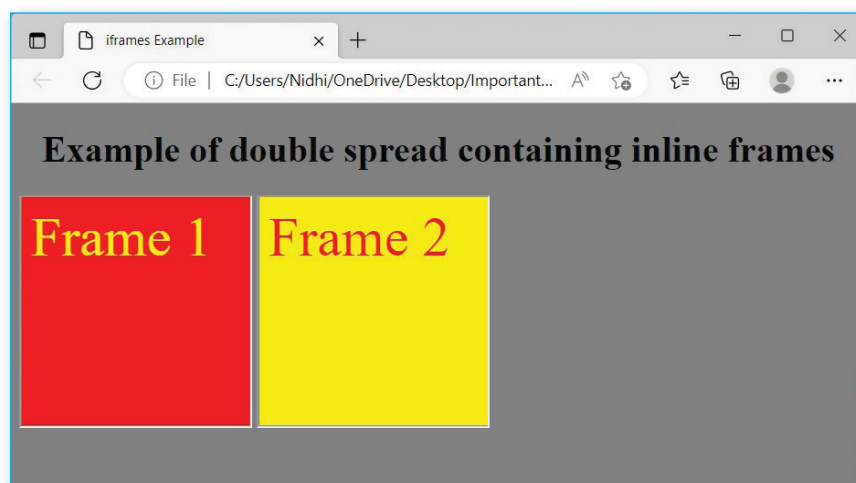 iframes Example
File | C:/Users/Nidhi/OneDrive/Desktop/Important...
Example of double spread containing inline frames
Frame 1 Frame 2